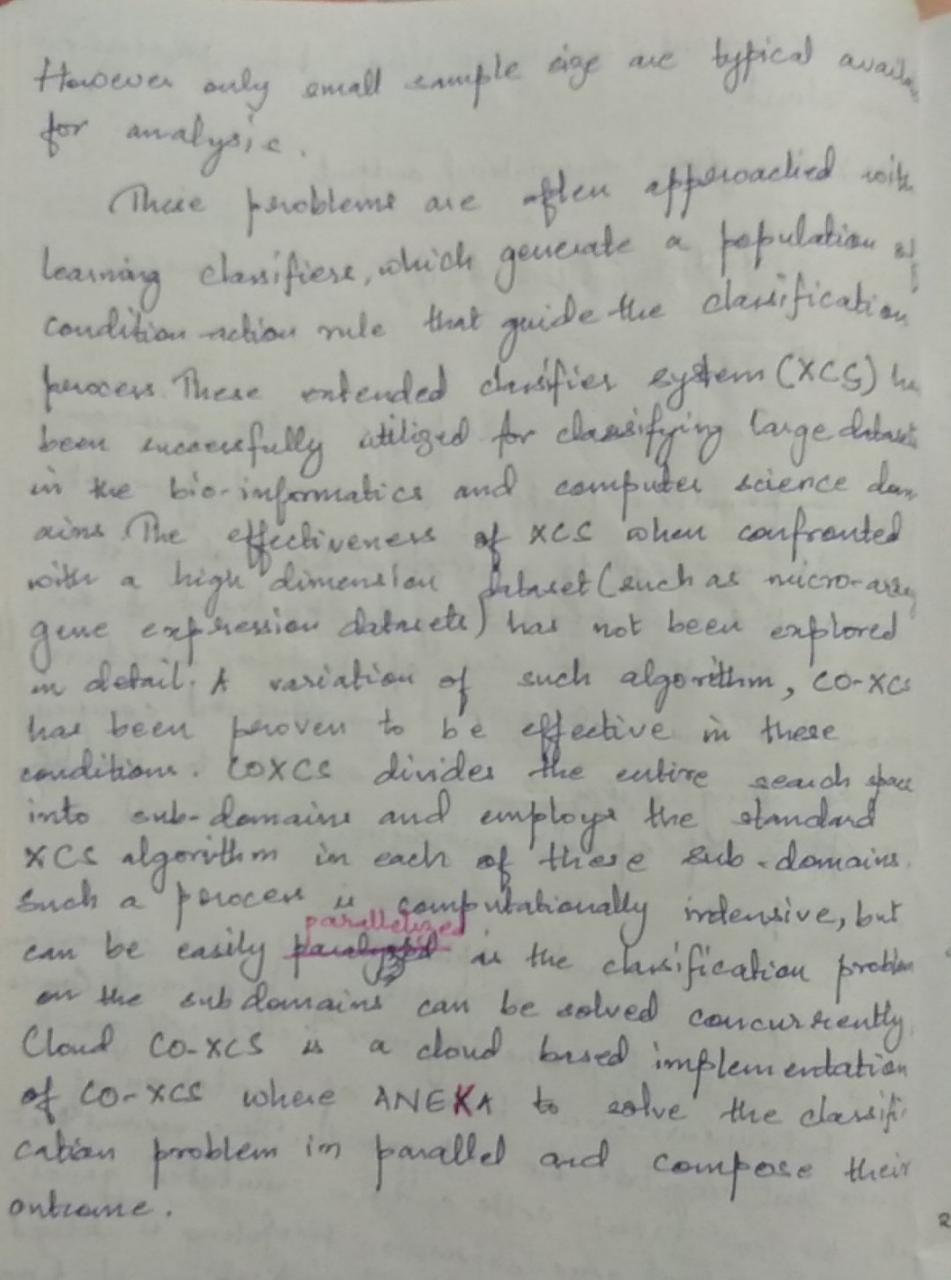 However only small sample size are typical avail
for analysis.
These problems are often approached with
learning classifiers, which generate a population of
condition-action rule that guide the classification
process. These extended classifier system (XCS) ha
been successfully utilized for classifying large datasets
in the bio-informatics and computer science dom
ains. The effectiveness of XCS when confronted
with a high dimension dataset (such as micro-array
gene expression datasets) has not been explored
in detail. A variation of such algorithm, CO-XCS
has been proven to be effective in these
conditions. COXCS divides the entire search space
into sub-domains and employs the standard
XCS algorithm in each of these sub-domains.
Such a process is computationally indensive, but
parallelized
can be easily as the classification problem
on the subdomains can be solved concurrently.
Cloud CO-XCS is a cloud based implementation
of CO-XCS where ANEKA to solve the classifi
cation problem in parallel and compose their
outcome.
2